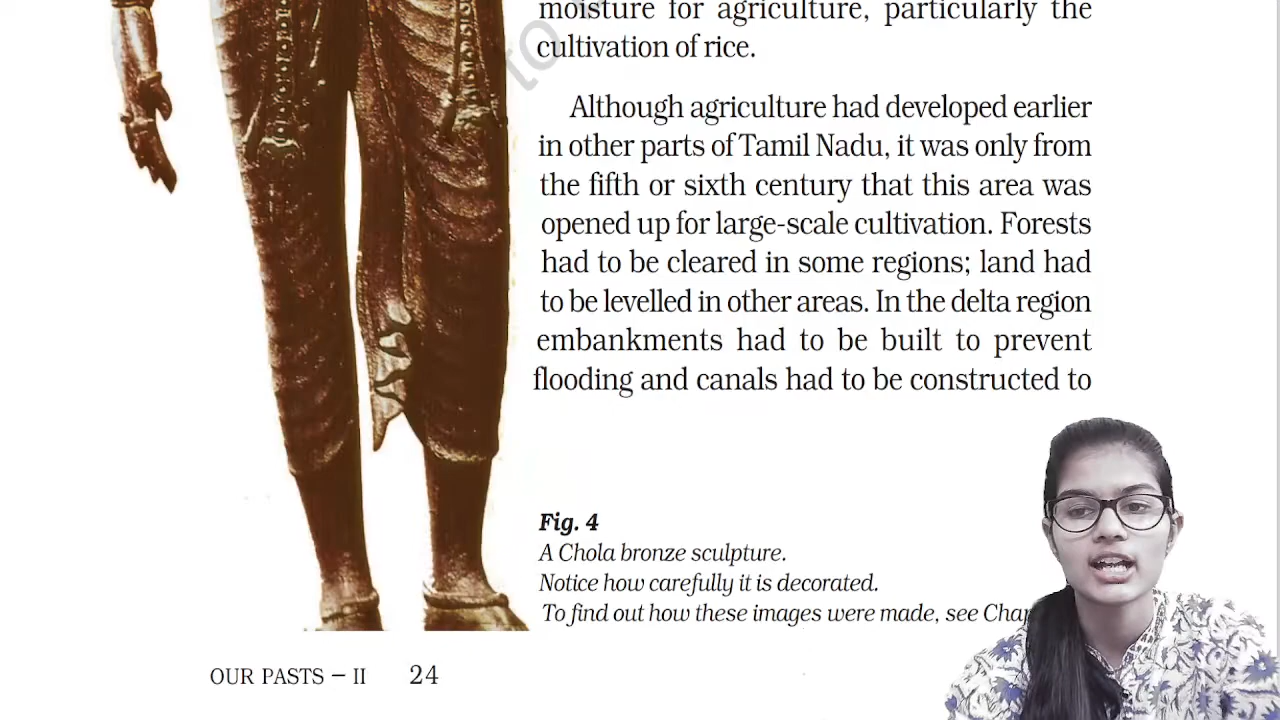 moisture for agriculture, particularly the
cultivation of rice.
Although agriculture had developed earlier
in other parts of Tamil Nadu, it was only from
the fifth or sixth century that this area was
opened up for large-scale cultivation. Forests
had to be cleared in some regions; land had
to be levelled in other areas. In the delta region
embankments had to be built to prevent
flooding and canals had to be constructed to
Fig. 4
A Chola bronze sculpture.
Notice how carefully it is decorated.
To find out how these images were made, see
OUR PASTS – II 24
to